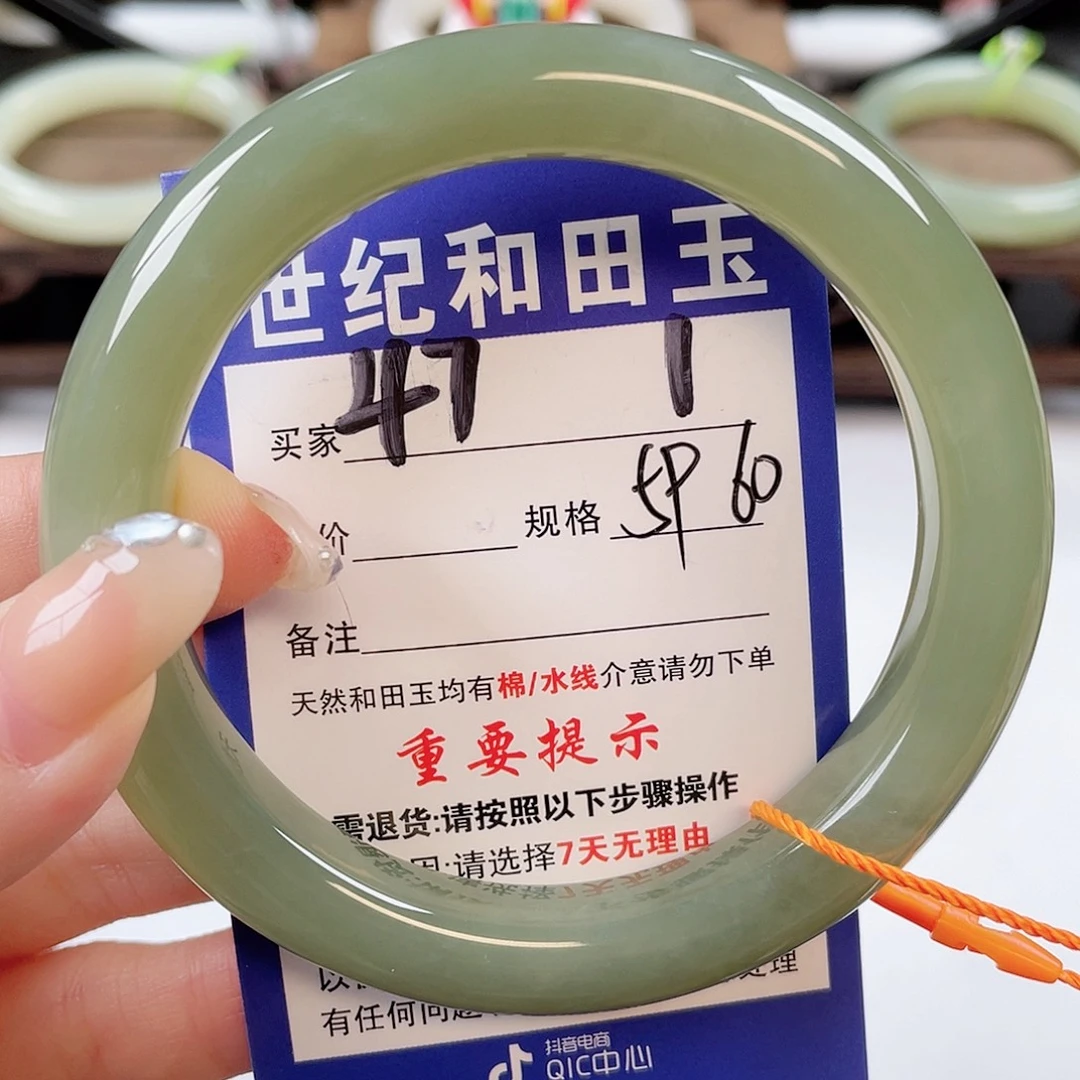 世纪和田玉
47 1
买家
价 规格 5P 60
备注
天然和田玉均有棉/水线介意请勿下单
重要提示
需退货:请按照以下步骤操作
因:请选择7天无理由
有任何问题
抖音电商
QIC中心